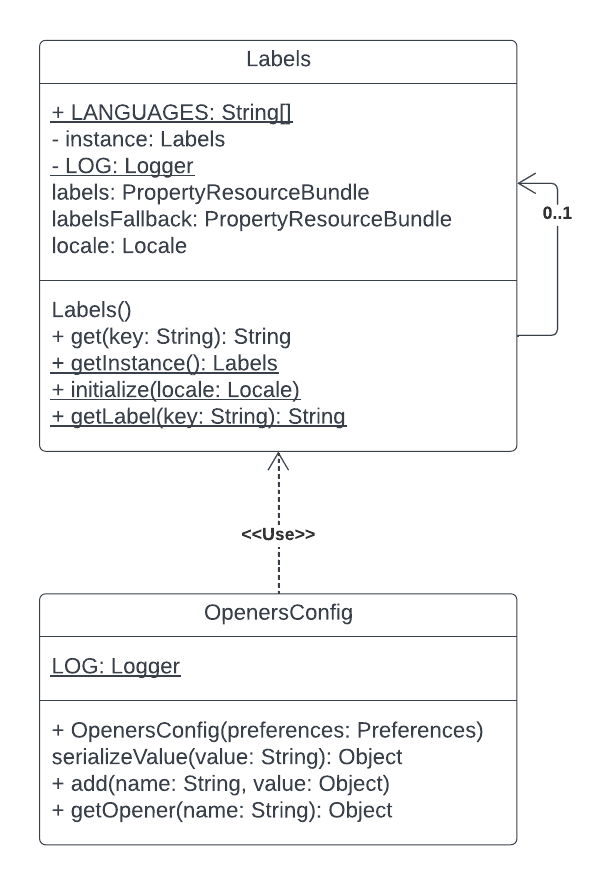 Labels
+ LANGUAGES: String[]
- instance: Labels
- LOG: Logger
labels: PropertyResourceBundle
labelsFallback: PropertyResourceBundle
locale: Locale
0..1
Labels()
+ get(key: String): String
+ getInstance(): Labels
+ initialize(locale: Locale)
+ getLabel(key: String): String
<<Use>>
OpenersConfig
LOG: Logger
+ OpenersConfig(preferences: Preferences)
serializeValue(value: String): Object
+ add(name: String, value: Object)
+ getOpener(name: String): Object